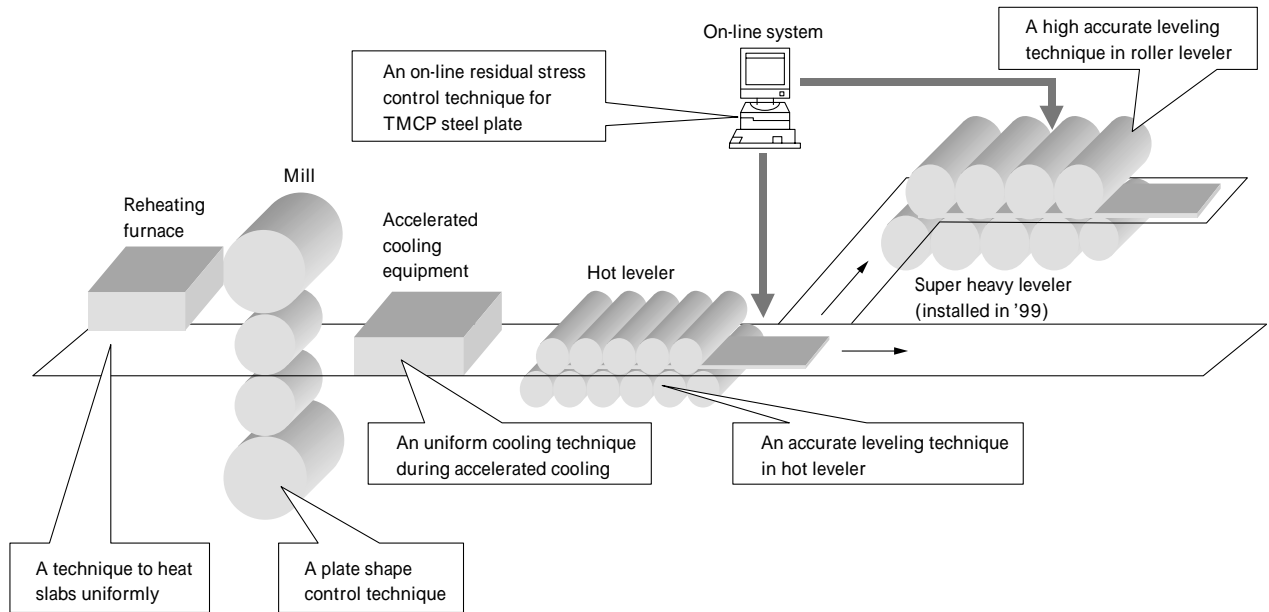 On-line system
A high accurate leveling
technique in roller leveler
An on-line residual stress
control technique for
TMCP steel plate
Mill
Reheating
furnace
Accelerated
cooling
equipment
Hot leveler
Super heavy leveler
(installed in ’99)
An uniform cooling technique
during accelerated cooling
An accurate leveling technique
in hot leveler
A technique to heat
slabs uniformly
A plate shape
control technique